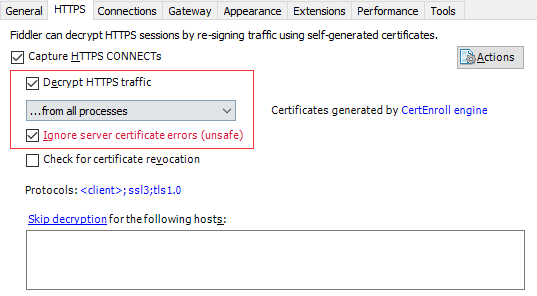 General HTTPS Connections Gateway Appearance Extensions Performance Tools
Fiddler can decrypt HTTPS sessions by re-signing traffic using self-generated certificates.
Capture HTTPS CONNECTs
Actions
Decrypt HTTPS traffic
...from all processes
Certificates generated by CertEnroll engine
Ignore server certificate errors (unsafe)
Check for certificate revocation
Protocols: <client>; ssl3;tls1.0
Skip decryption for the following hosts: